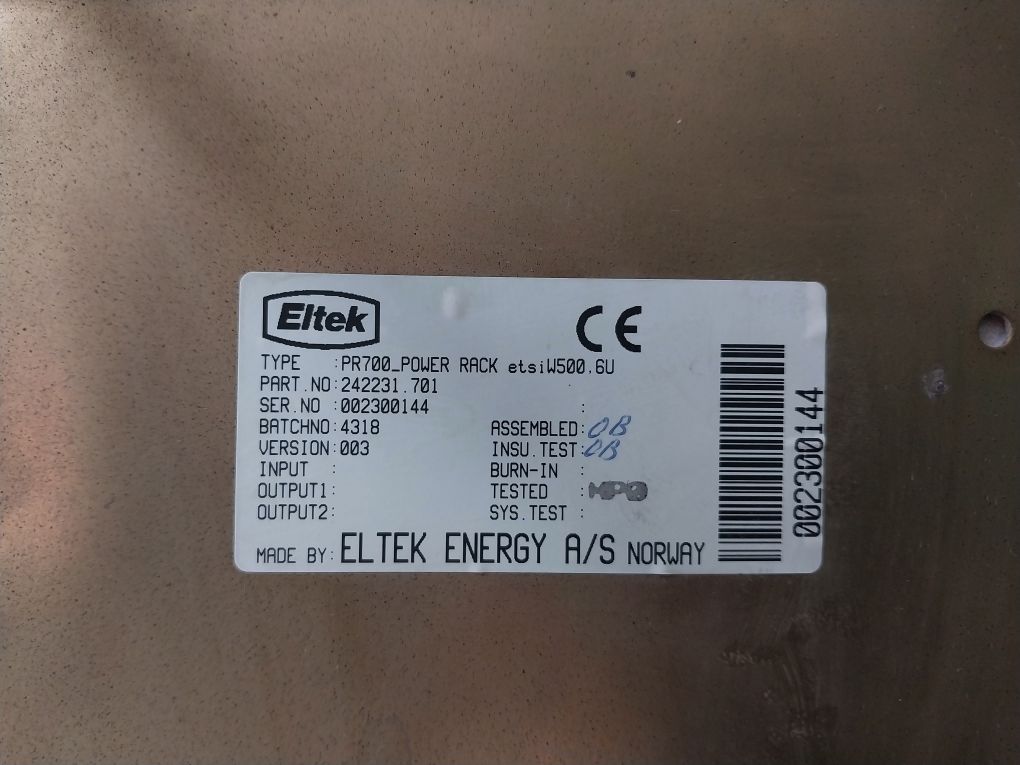 Eltek
CE
TYPE :PR700_POWER RACK etsiW500.6U
PART.NO:242231.701 :
SER.NO :002300144 :
BATCHNO:4318 ASSEMBLED:OB
VERSION:003 INSU.TEST:OB
INPUT : BURN-IN :
OUTPUT1: TESTED :
OUTPUT2: SYS.TEST :
MADE BY:ELTEK ENERGY A/S NORWAY
002300144